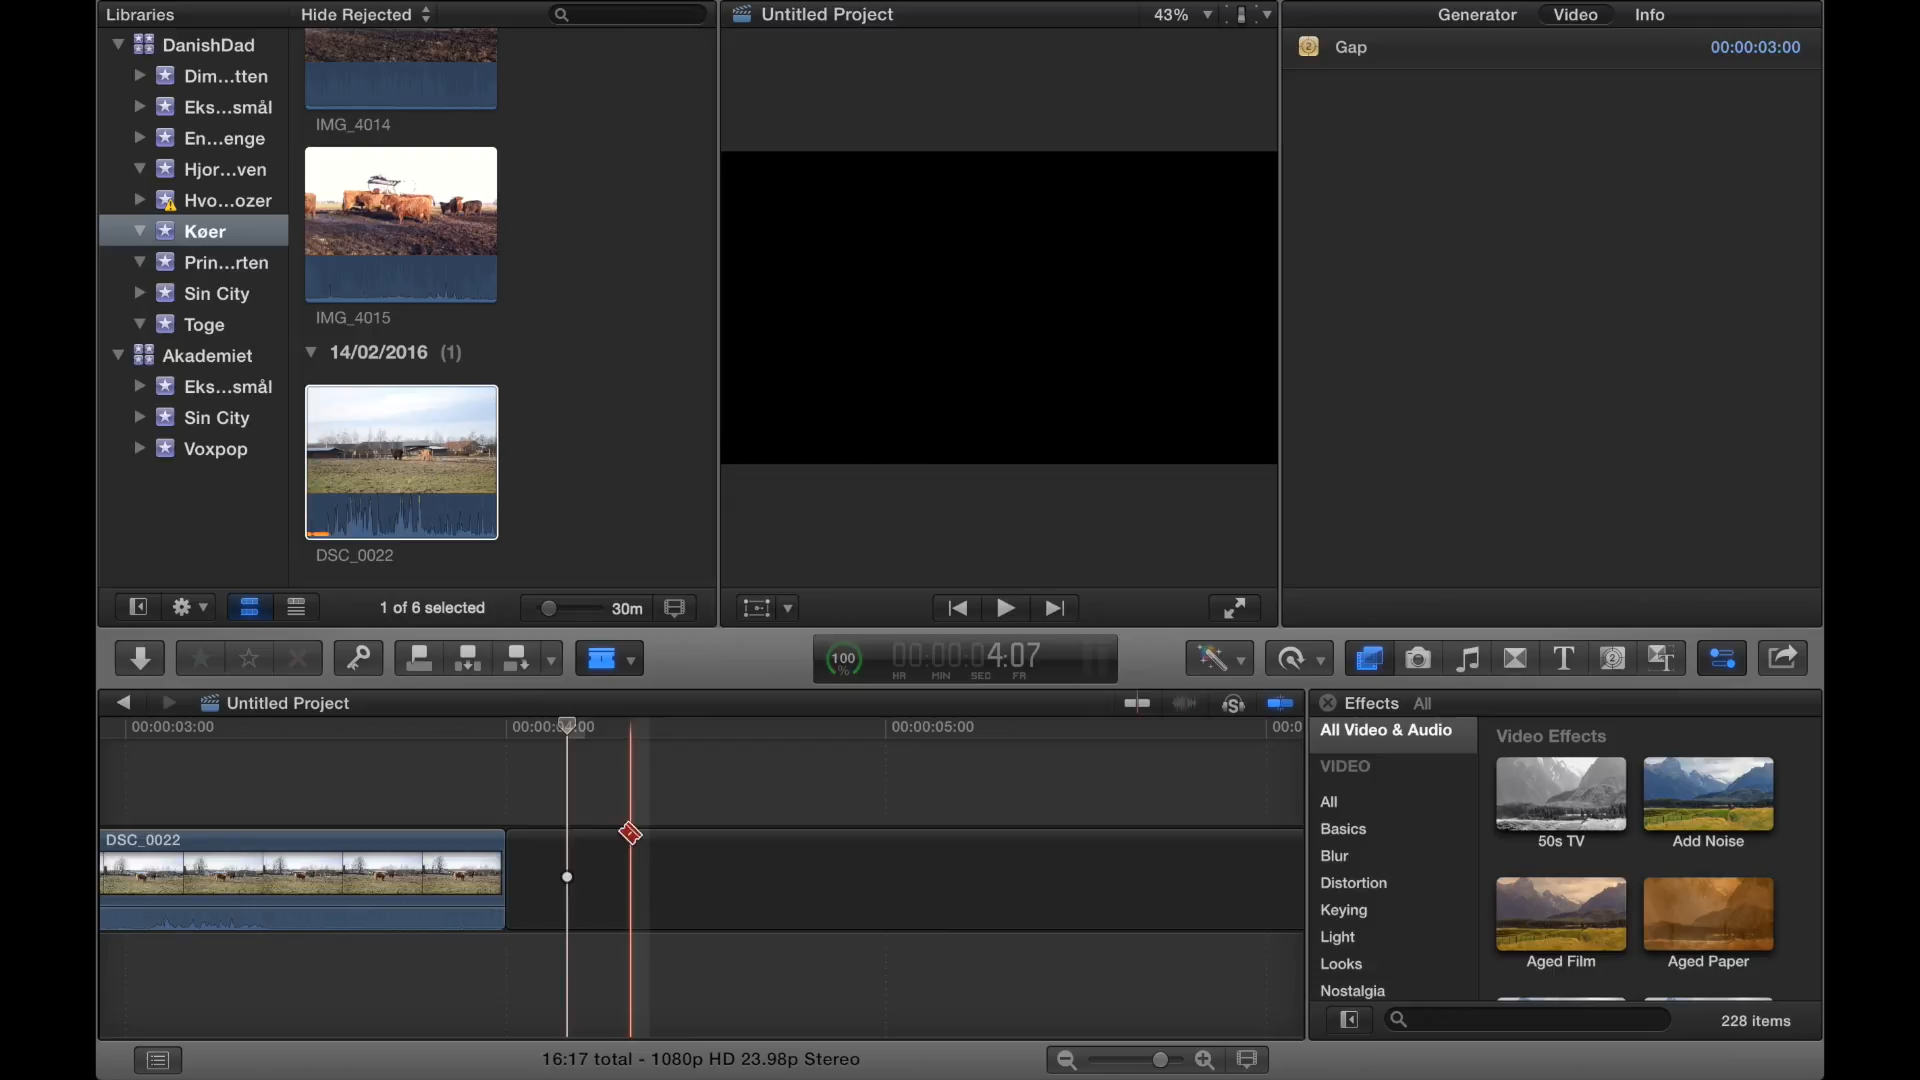 Libraries
Hide Rejected
Untitled Project
43%
Generator
Video
Info
DanishDad
Gap
00:00:03:00
Dim...tten
Eks...smål
En...enge
Hjor...ven
Hvo...ozer
Køer
Prin...rten
Sin City
Toge
Akademiet
Eks...smål
Sin City
Voxpop
IMG_4014
IMG_4015
14/02/2016 (1)
DSC_0022
1 of 6 selected
30m
100
%
00:00:04:07
HR MIN SEC FR
Untitled Project
Effects All
00:00:03:00
00:00:04:00
00:00:05:00
00:0
All Video & Audio
Video Effects
VIDEO
All
Basics
Blur
Distortion
Keying
Light
Looks
Nostalgia
50s TV
Add Noise
Aged Film
Aged Paper
DSC_0022
228 items
16:17 total - 1080p HD 23.98p Stereo